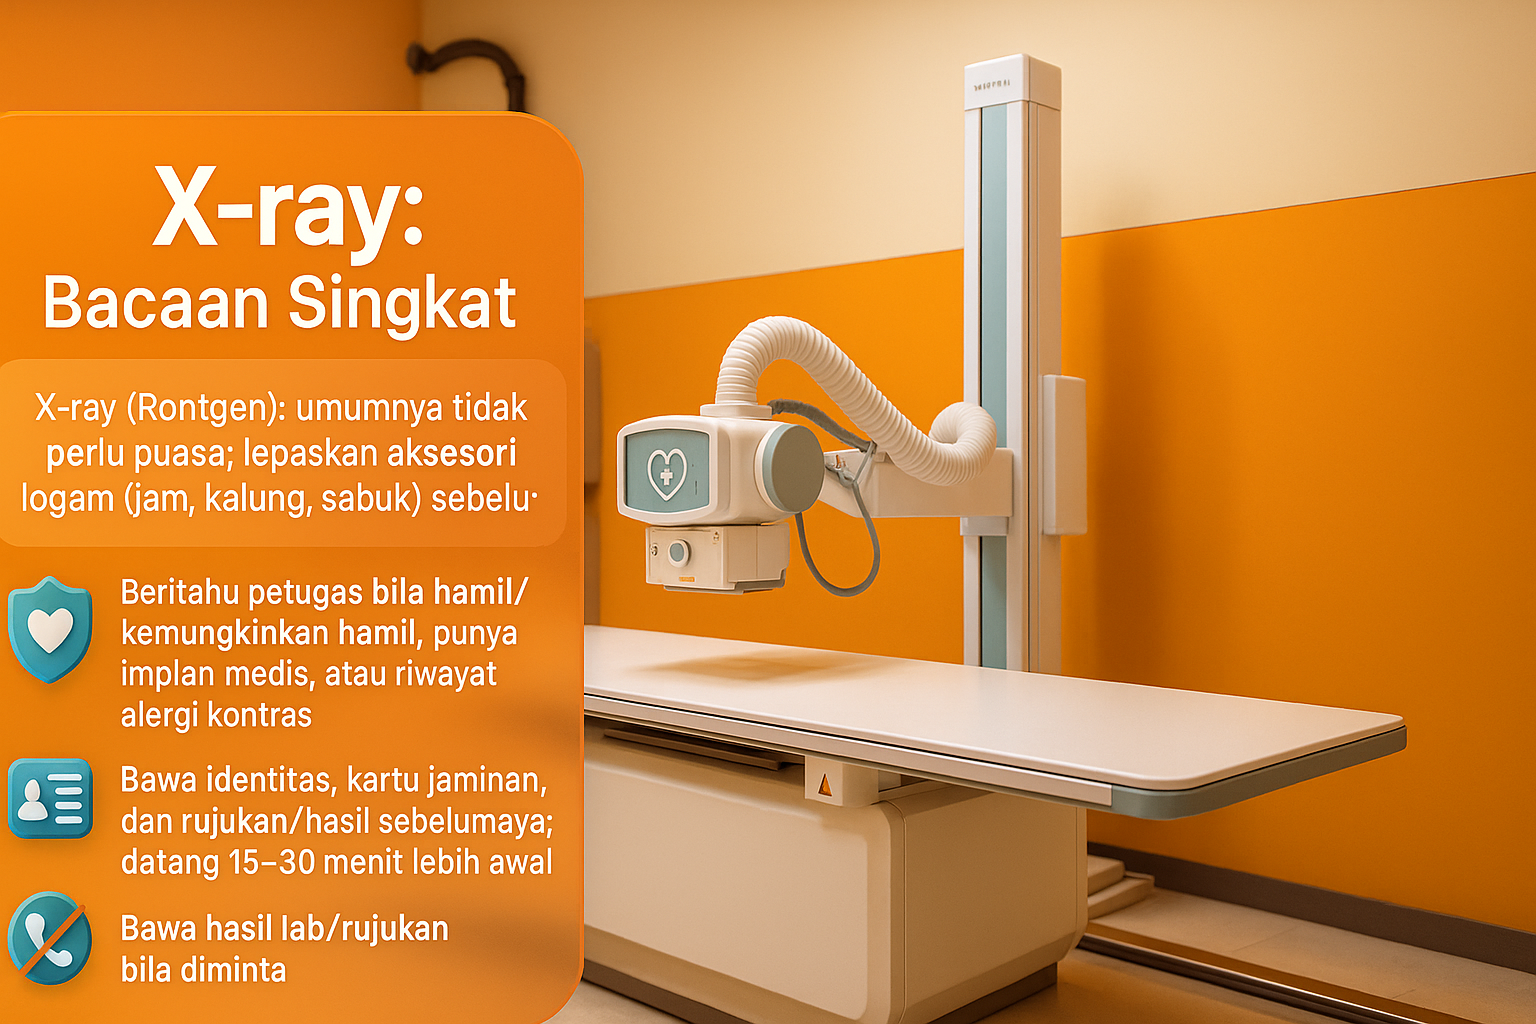 X-ray:
Bacaan Singkat
X-ray (Rontgen): umumnya tidak
perlu puasa; lepaskan aksesori
logam (jam, kalung, sabuk) sebelu·
Beritahu petugas bila hamil/
kemungkinkan hamil, punya
implan medis, atau riwayat
alergi kontras
Bawa identitas, kartu jaminan,
dan rujukan/hasil sebelumaya;
datang 15–30 menit lebih awal
Bawa hasil lab/rujukan
bila diminta